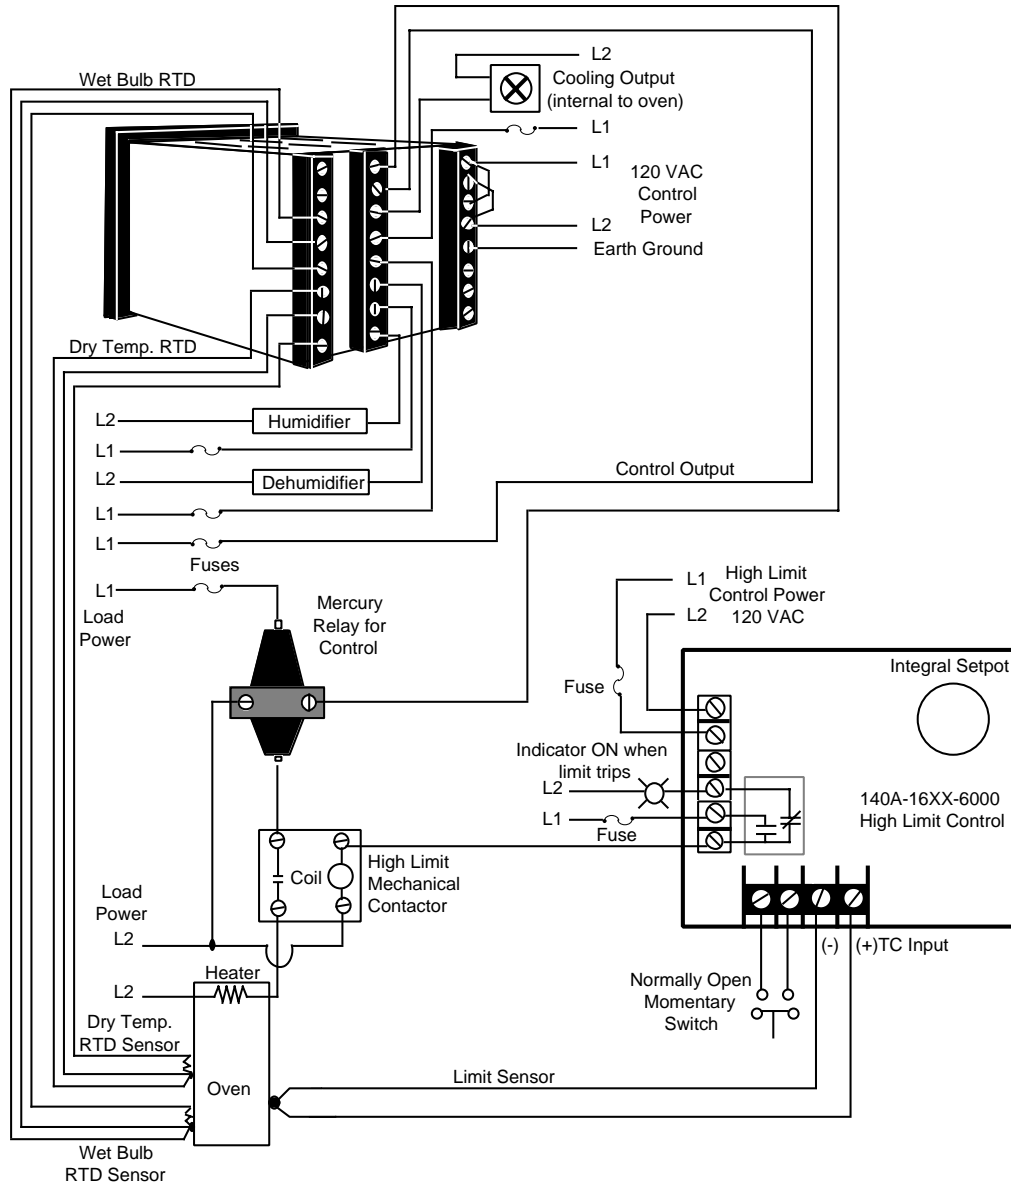 L2
Wet Bulb RTD
Cooling Output
(internal to oven)
L1
L1
120 VAC
Control
Power
L2
Earth Ground
Dry Temp. RTD
L2
Humidifier
L1
Control Output
L2
Dehumidifier
L1
L1
Fuses
L1
Load
Power
Mercury
Relay for
Control
L1
High Limit
Control Power
L2
120 VAC
Integral Setpot
Fuse
Indicator ON when
limit trips
L2
L1
Fuse
140A-16XX-6000
High Limit Control
Coil
High Limit
Mechanical
Contactor
Load
Power
L2
(-)
(+)TC Input
Heater
L2
Normally Open
Momentary
Switch
Dry Temp.
RTD Sensor
Oven
Limit Sensor
Wet Bulb
RTD Sensor